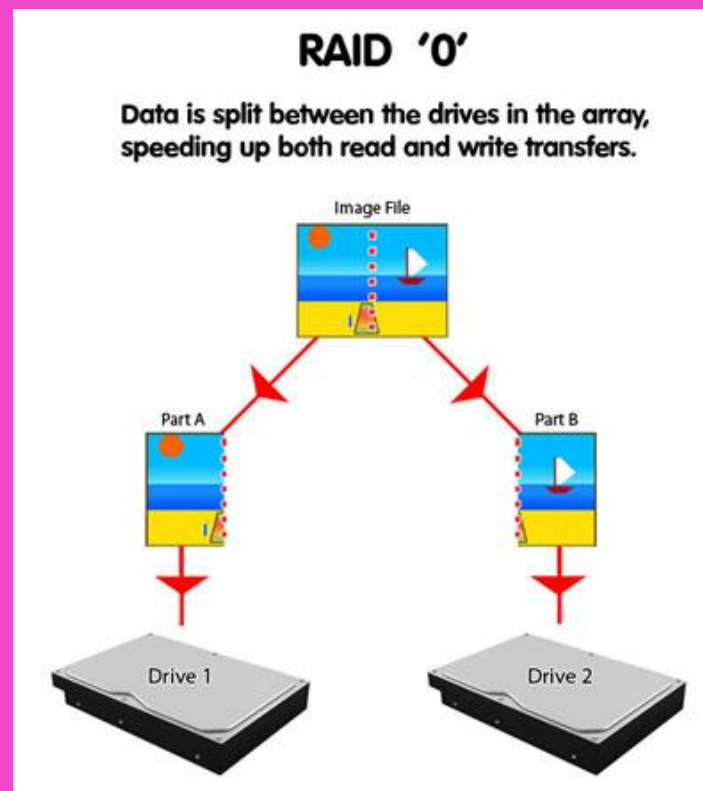 RAID '0'
Data is split between the drives in the array,
speeding up both read and write transfers.
Image File
Part A
Part B
Drive 1
Drive 2